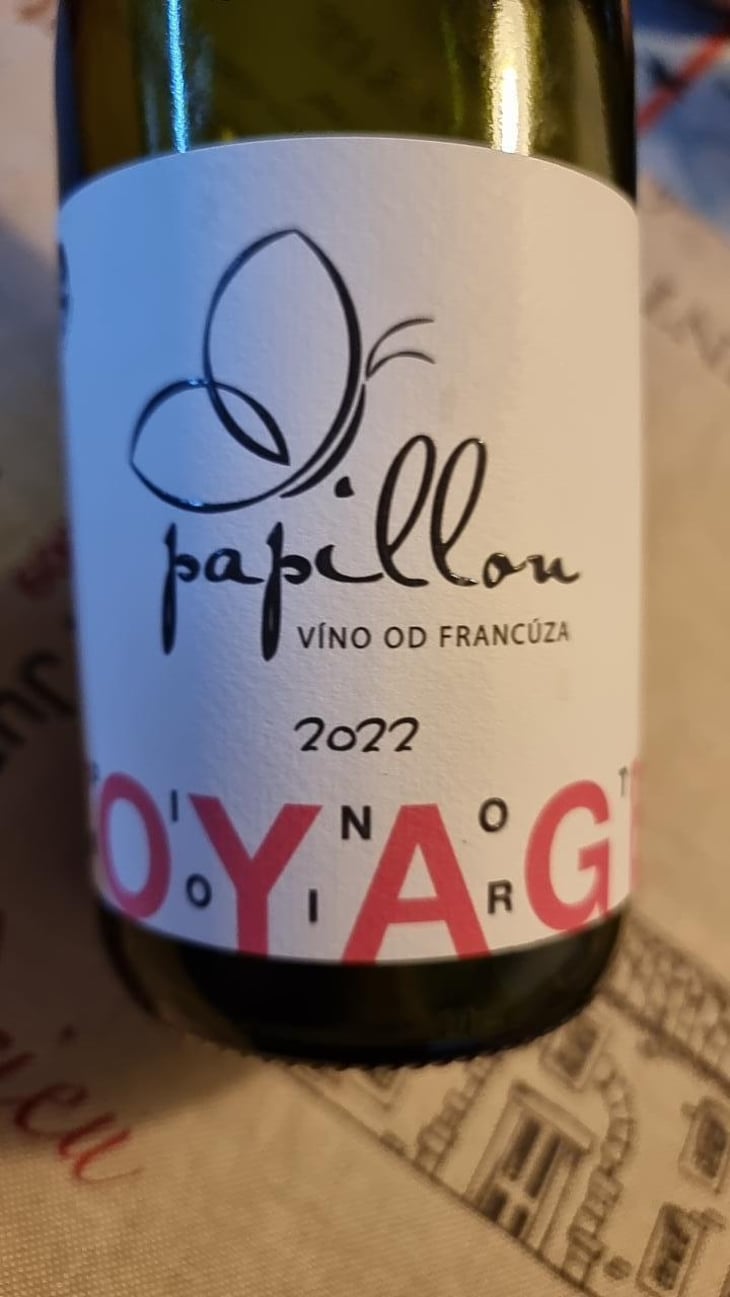 papillon
VÍNO OD FRANCÚZA
2022
I N O T
OYAG
O I R